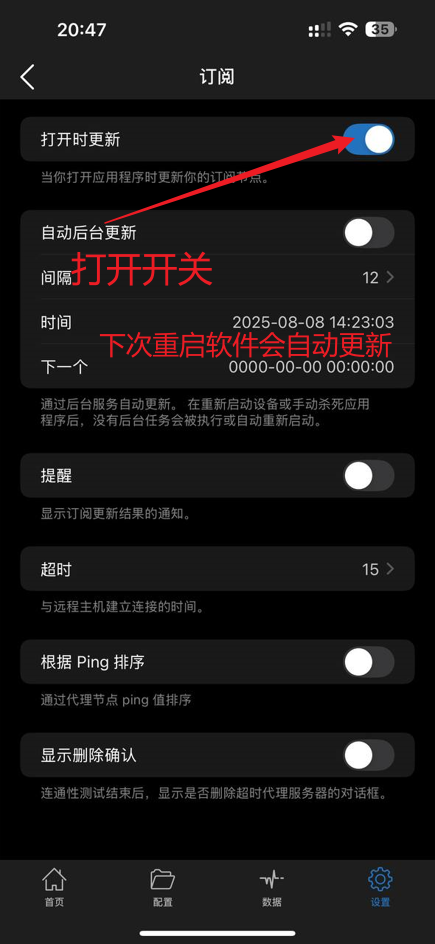 20:47
35
订阅
打开时更新
当你打开应用程序时更新你的订阅节点。
自动后台更新
打开开关
间隔
12
时间
2025-08-08 14:23:03
下次重启软件会自动更新
下一个
0000-00-00 00:00:00
通过后台服务自动更新。 在重新启动设备或手动杀死应用
程序后，没有后台任务会被执行或自动重新启动。
提醒
显示订阅更新结果的通知。
超时
15
与远程主机建立连接的时间。
根据 Ping 排序
通过代理节点 ping 值排序
显示删除确认
连通性测试结束后，显示是否删除超时代理服务器的对话框。
首页
配置
数据
设置